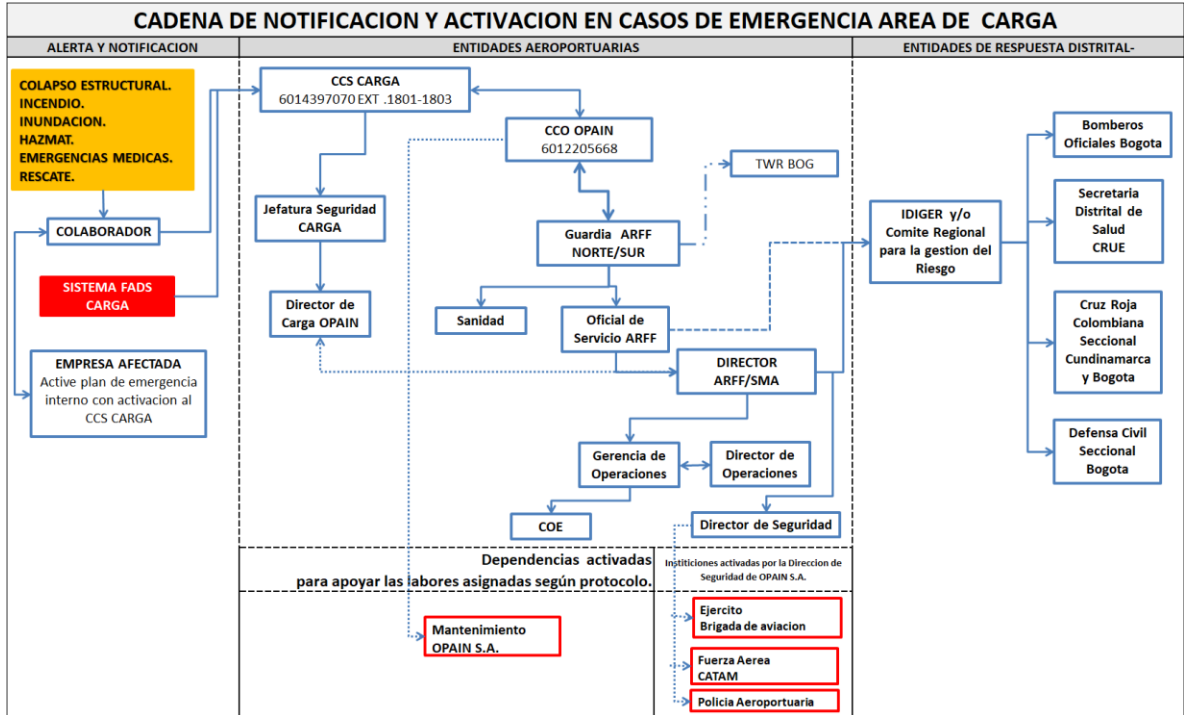 CADENA DE NOTIFICACION Y ACTIVACION EN CASOS DE EMERGENCIA AREA DE CARGA
ALERTA Y NOTIFICACION
ENTIDADES AEROPORTUARIAS
ENTIDADES DE RESPUESTA DISTRITAL-
COLAPSO ESTRUCTURAL.
INCENDIO.
INUNDACION.
HAZMAT.
EMERGENCIAS MEDICAS.
RESCATE.
COLABORADOR
SISTEMA FADS
CARGA
EMPRESA AFECTADA
Active plan de emergencia
interno con activacion al
CCS CARGA
CCS CARGA
6014397070 EXT .1801-1803
CCO OPAIN
6012205668
TWR BOG
Jefatura Seguridad
CARGA
Guardia ARFF
NORTE/SUR
Director de
Carga OPAIN
Sanidad
Oficial de
Servicio ARFF
DIRECTOR
ARFF/SMA
Gerencia de
Operaciones
Director de
Operaciones
COE
Director de Seguridad
Dependencias activadas
para apoyar las labores asignadas según protocolo.
Institiciones activadas por la Direccion de
Seguridad de OPAIN S.A.
Mantenimiento
OPAIN S.A.
Ejercito
Brigada de aviacion
Fuerza Aerea
CATAM
Policia Aeroportuaria
IDIGER y/o
Comite Regional
para la gestion del
Riesgo
Bomberos
Oficiales Bogota
Secretaria
Distrital de
Salud
CRUE
Cruz Roja
Colombiana
Seccional
Cundinamarca
y Bogota
Defensa Civil
Seccional
Bogota